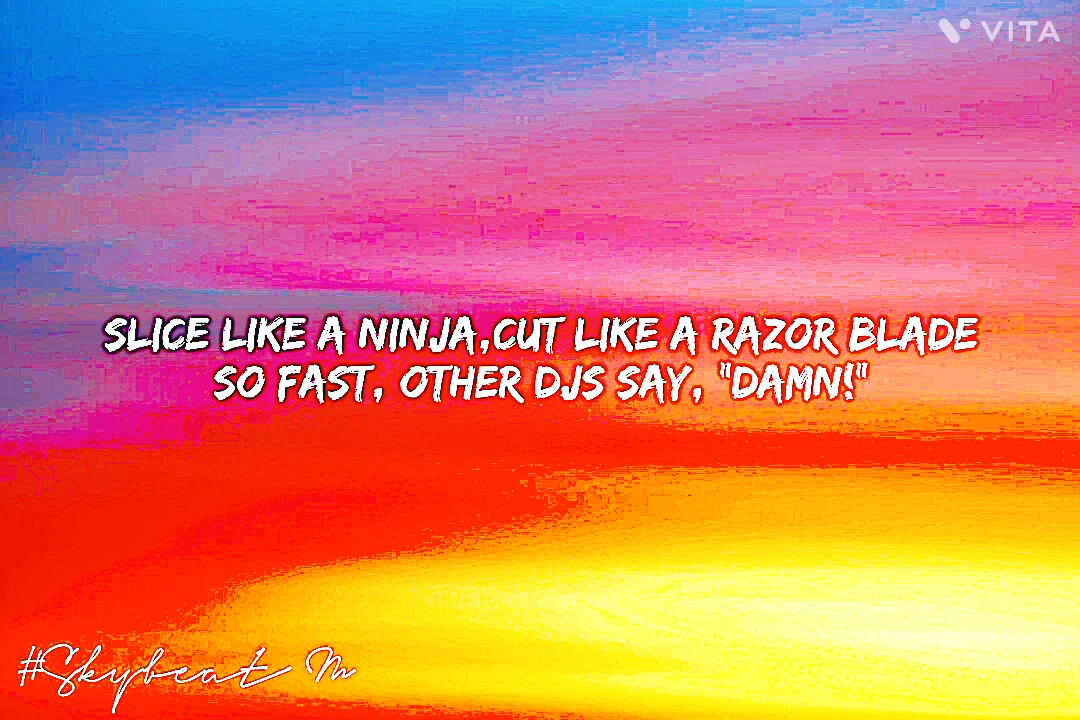 VITA
SLICE LIKE A NINJA,CUT LIKE A RAZOR BLADE
SO FAST, OTHER DJS SAY, "DAMN!"
#Skybeat M